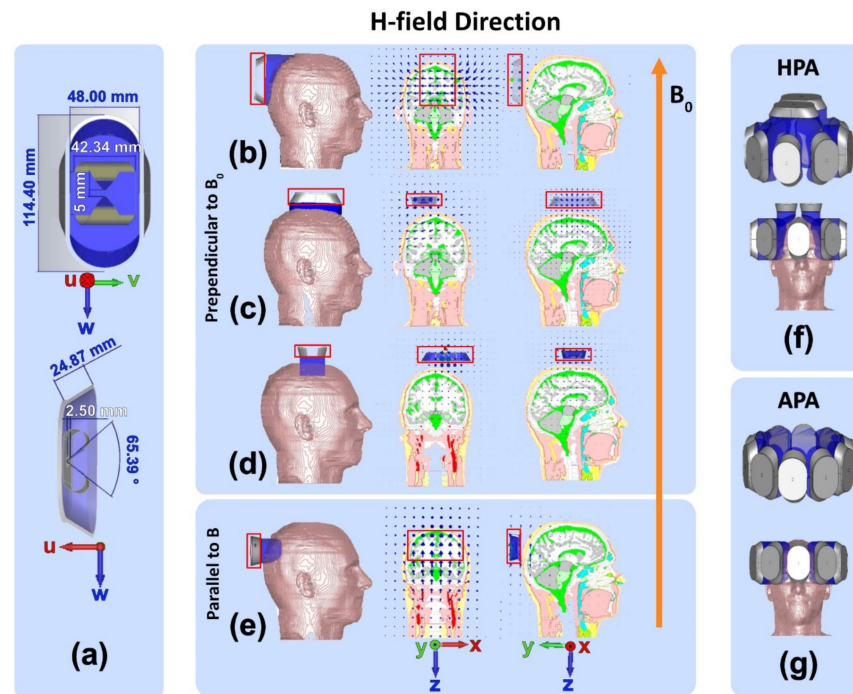 H-field Direction
48.00 mm
42.34 mm
5 mm
114.40 mm
u
v
w
24.87 mm
2.50 mm
65.39 °
u
w
(a)
Prependicular to B0
(b)
(c)
(d)
B0
Parallel to B
(e)
y
x
z
y
x
z
HPA
(f)
APA
(g)